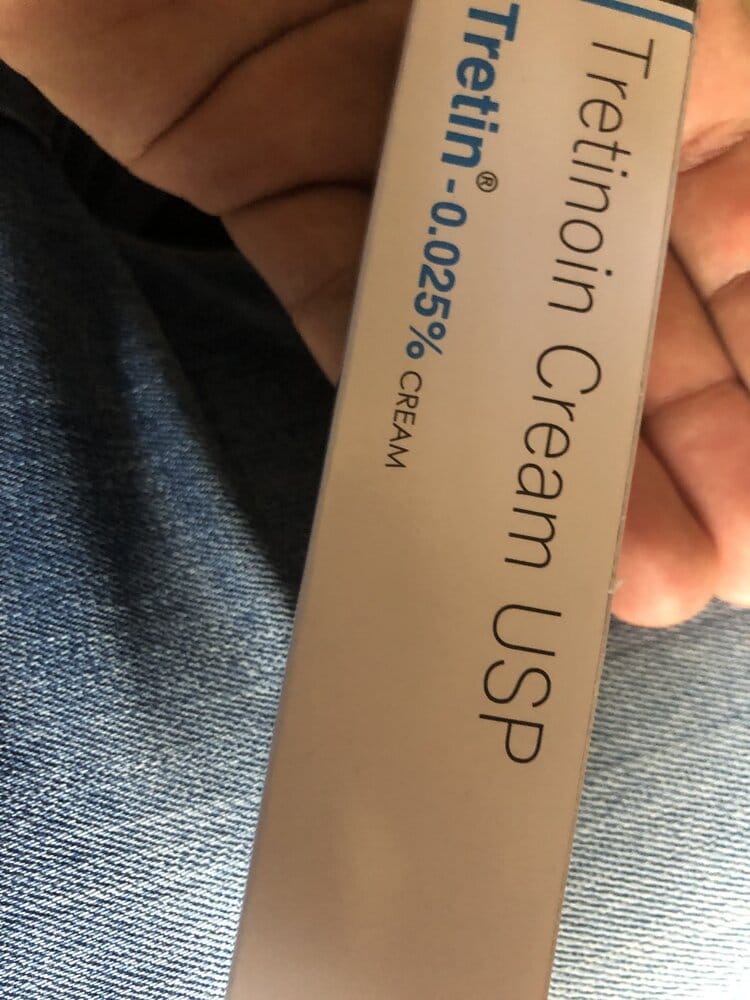 Tretinoin Cream USP
Tretin® - 0.025% CREAM